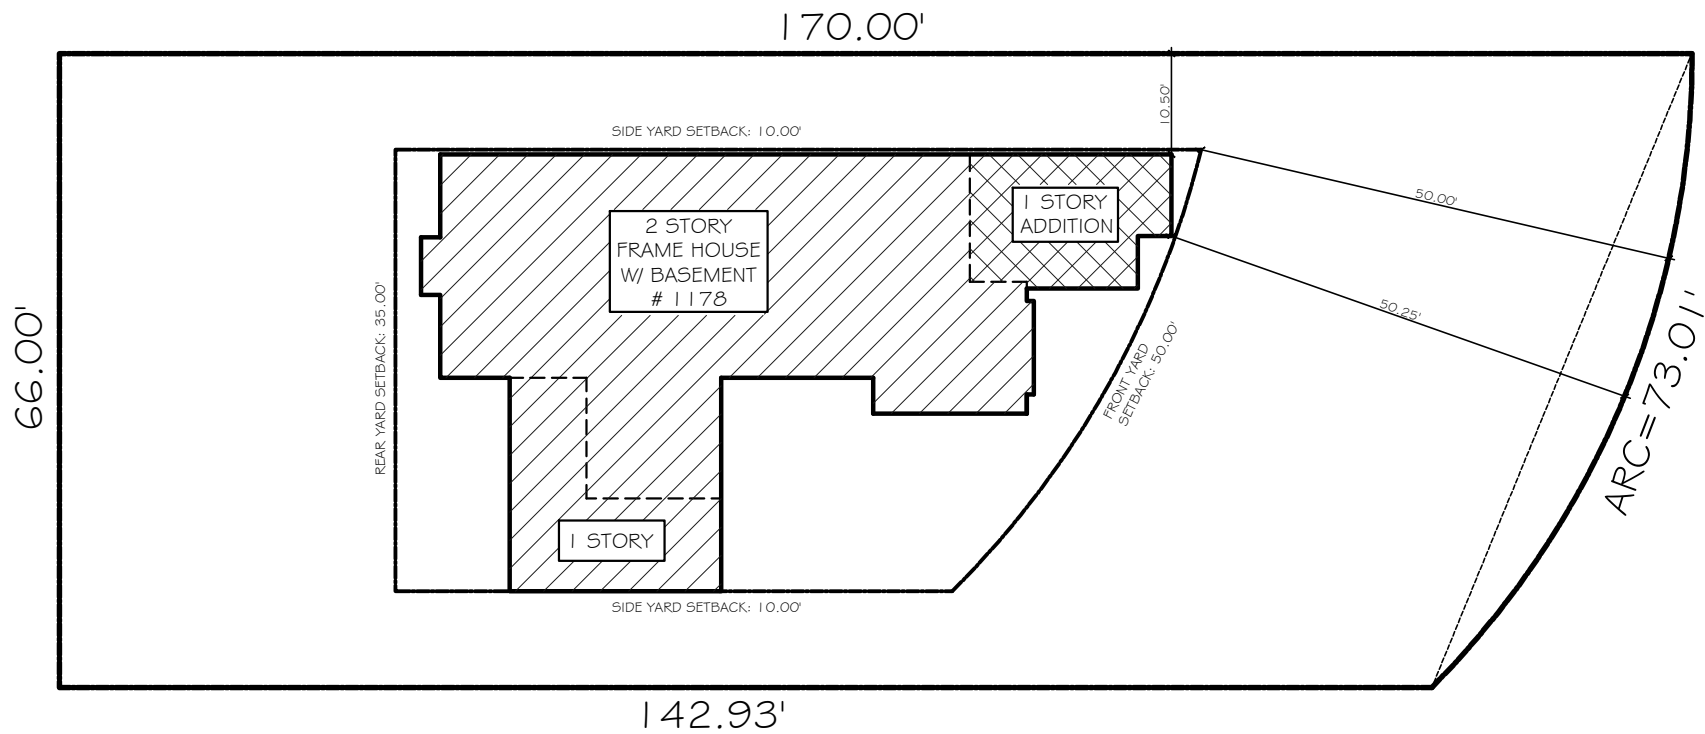 170.00'
10.50'
SIDE YARD SETBACK: 10.00'
1 STORY
ADDITION
50.00'
2 STORY
FRAME HOUSE
W/ BASEMENT
# 1178
50.25'
REAR YARD SETBACK: 35.00'
66.00'
FRONT YARD
SETBACK: 50.00'
ARC=73.01'
1 STORY
SIDE YARD SETBACK: 10.00'
142.93'